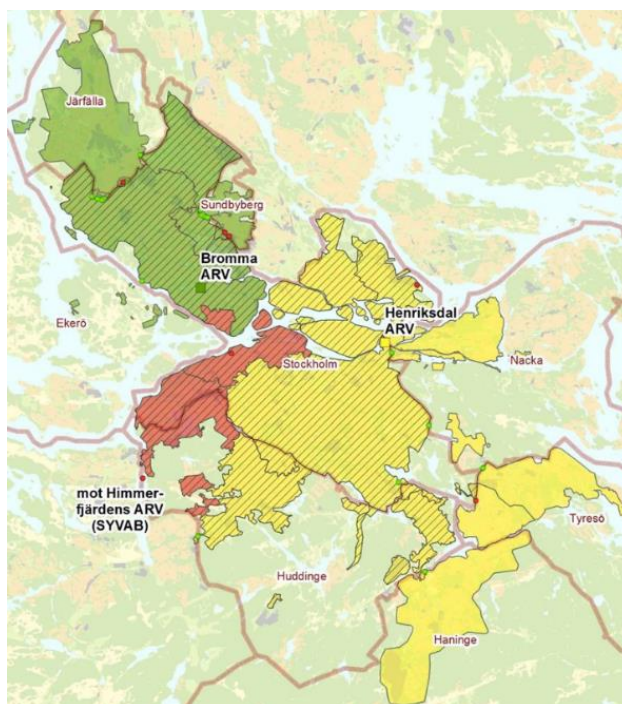 Järfälla
Sundbyberg
Bromma
ARV
Ekerö
Henriksdal
ARV
Nacka
Stockholm
mot Himmer-
fjärdens ARV
(SYVAB)
Tyresö
Huddinge
Haninge